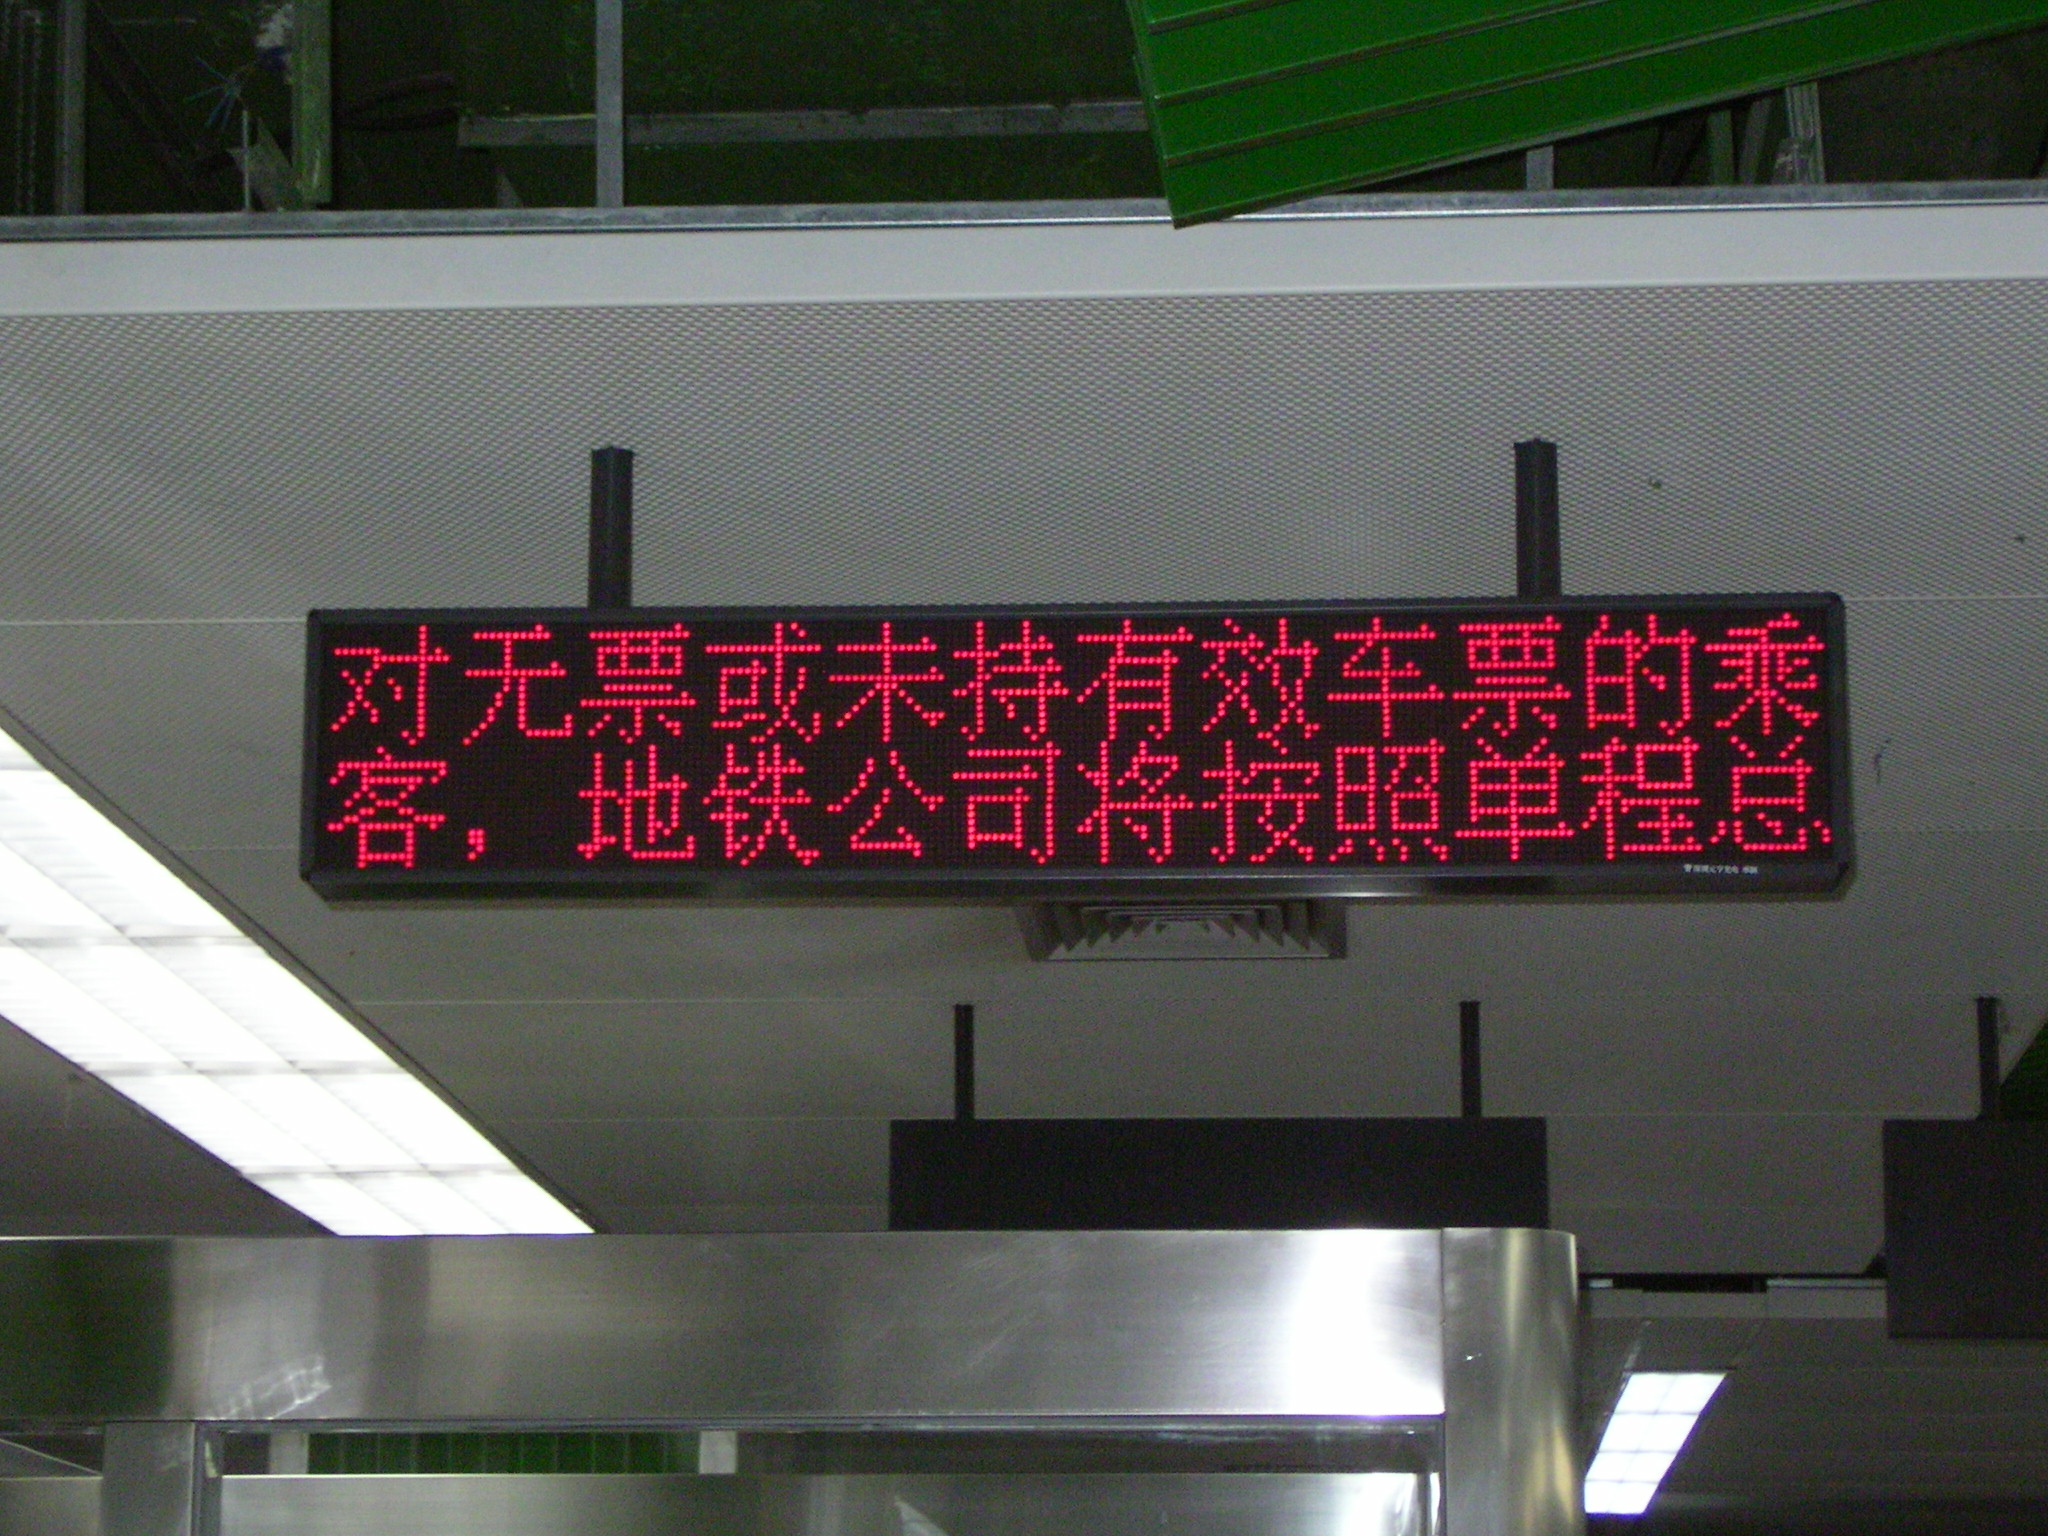 对无票或未持有效车票的乘
客，地铁公司将按照单程总